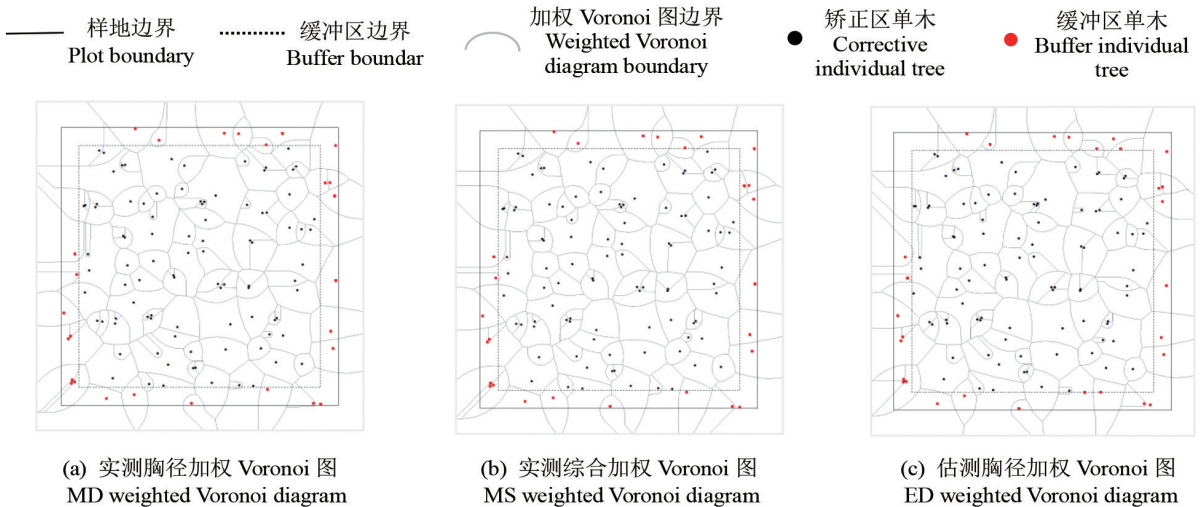 样地边界
Plot boundary
缓冲区边界
Buffer boundar
加权 Voronoi 图边界
Weighted Voronoi
diagram boundary
矫正区单木
Corrective
individual tree
缓冲区单木
Buffer individual
tree
(a) 实测胸径加权 Voronoi 图
MD weighted Voronoi diagram
(b) 实测综合加权 Voronoi 图
MS weighted Voronoi diagram
(c) 估测胸径加权 Voronoi 图
ED weighted Voronoi diagram